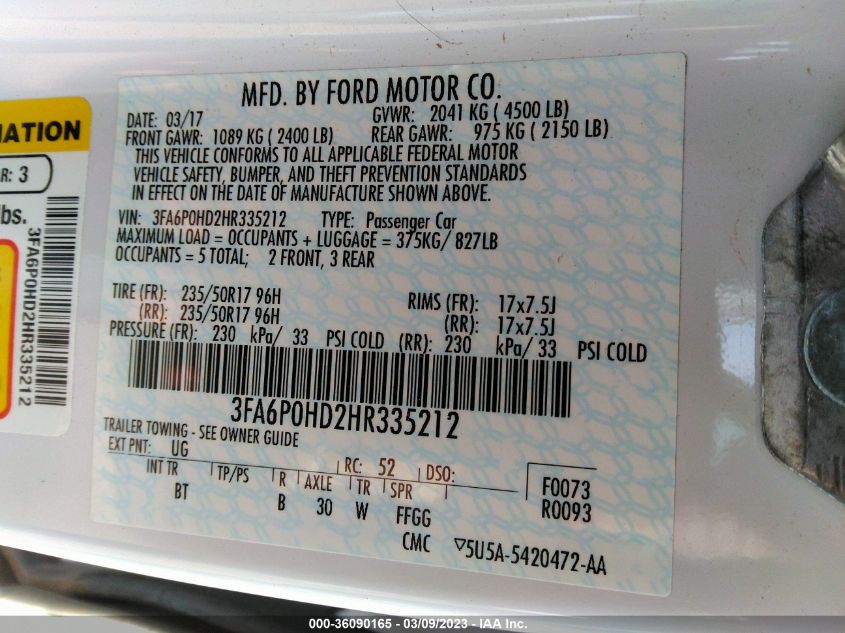 MATION
R: 3
lbs.
3FA6P0HD2HR335212
MFD. BY FORD MOTOR CO.
DATE: 03/17 GVWR: 2041 KG ( 4500 LB)
FRONT GAWR: 1089 KG ( 2400 LB) REAR GAWR: 975 KG ( 2150 LB)
THIS VEHICLE CONFORMS TO ALL APPLICABLE FEDERAL MOTOR
VEHICLE SAFETY, BUMPER, AND THEFT PREVENTION STANDARDS
IN EFFECT ON THE DATE OF MANUFACTURE SHOWN ABOVE.
VIN: 3FA6P0HD2HR335212 TYPE: Passenger Car
MAXIMUM LOAD = OCCUPANTS + LUGGAGE = 375KG/ 827LB
OCCUPANTS = 5 TOTAL; 2 FRONT, 3 REAR
TIRE (FR): 235/50R17 96H RIMS (FR): 17x7.5J
(RR): 235/50R17 96H (RR): 17x7.5J
PRESSURE (FR): 230 kPa/ 33 PSI COLD (RR): 230 kPa/ 33 PSI COLD
3FA6P0HD2HR335212
TRAILER TOWING - SEE OWNER GUIDE
EXT PNT: UG RC: 52 DSO:
INT TR TP/PS R AXLE TR SPR F0073
BT B 30 W FFGG R0093
CMC ▽5U5A-5420472-AA
000-36090165 - 03/09/2023 - IAA Inc.